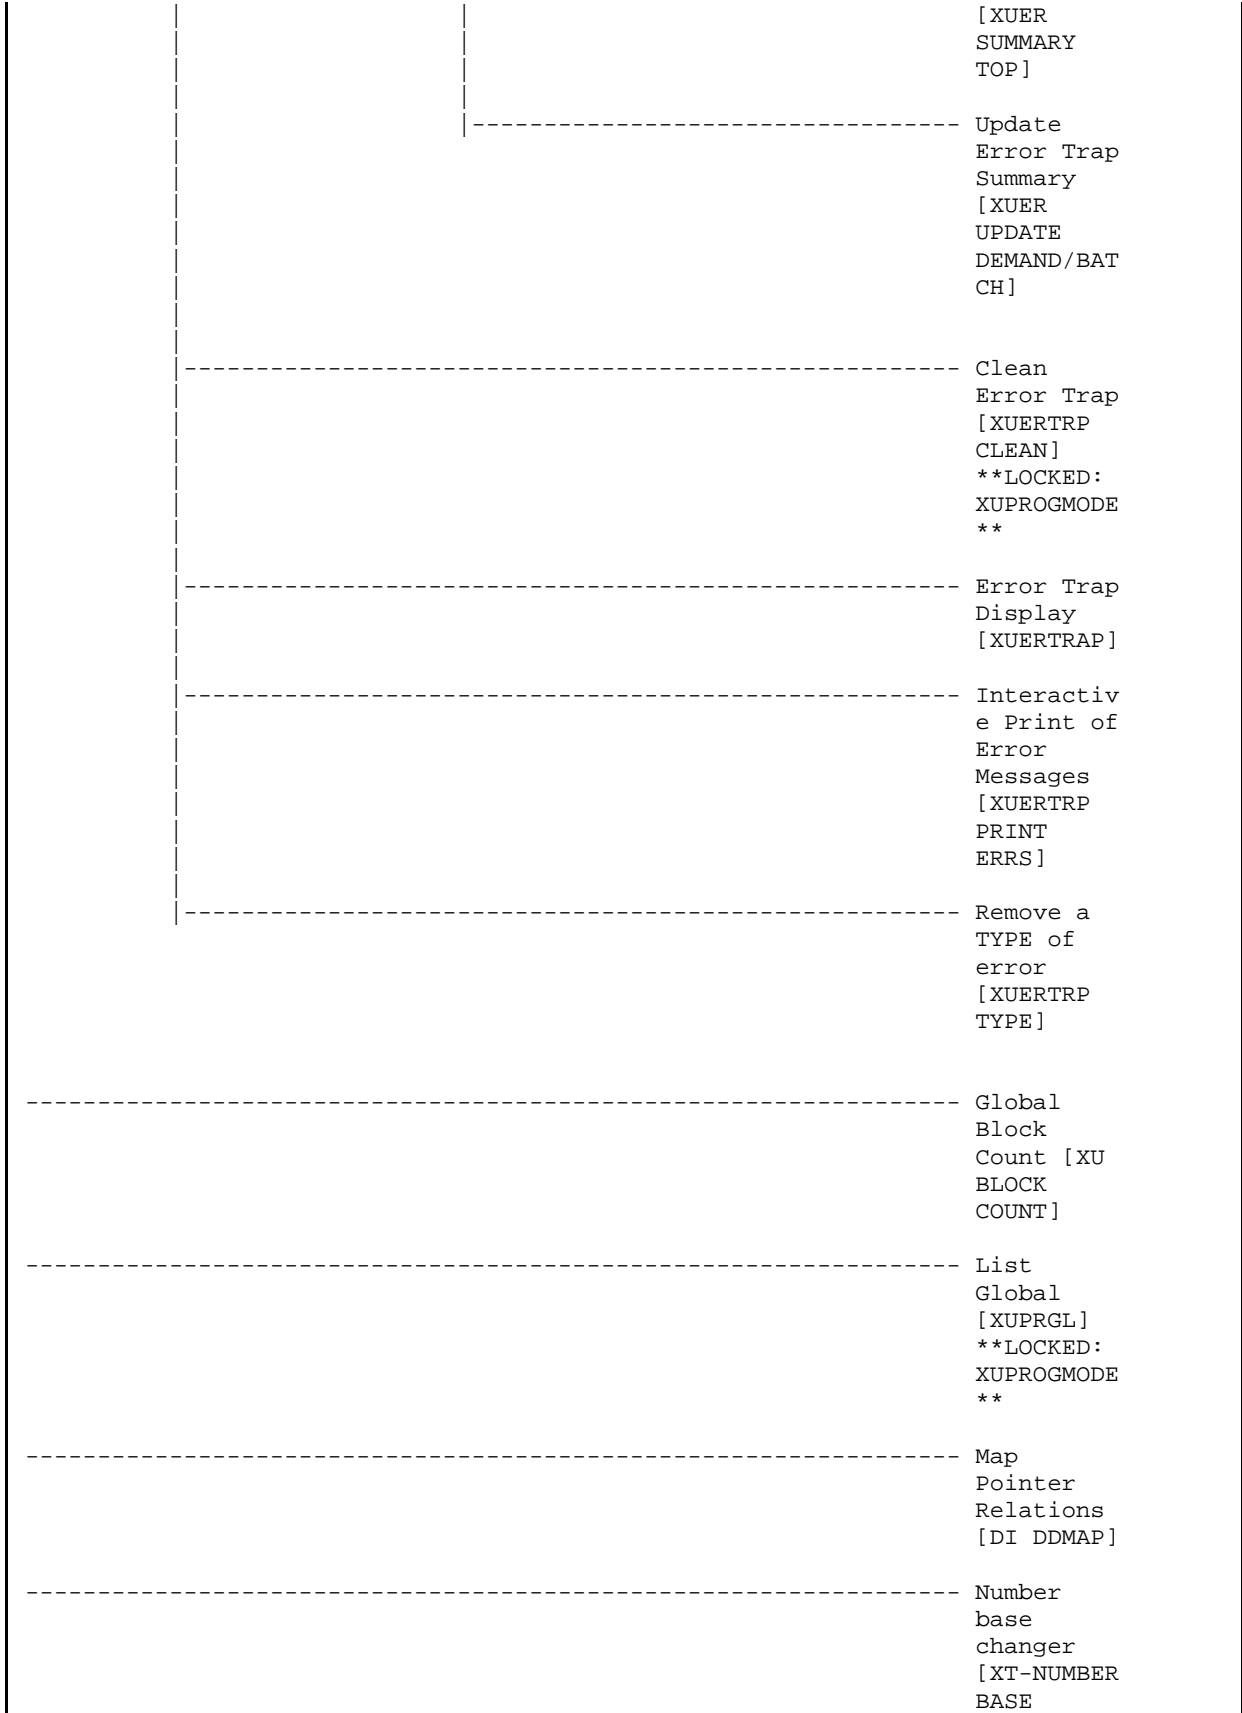 [XUER
SUMMARY
TOP]
|--------------------------------- Update
Error Trap
Summary
[XUER
UPDATE
DEMAND/BAT
CH]
|----------------------------------------------------- Clean
Error Trap
[XUERTRP
CLEAN]
**LOCKED:
XUPROGMODE
**
|----------------------------------------------------- Error Trap
Display
[XUERTRAP]
|----------------------------------------------------- Interactiv
e Print of
Error
Messages
[XUERTRP
PRINT
ERRS]
|----------------------------------------------------- Remove a
TYPE of
error
[XUERTRP
TYPE]
---------------------------------------------------------------- Global
Block
Count [XU
BLOCK
COUNT]
---------------------------------------------------------------- List
Global
[XUPRGL]
**LOCKED:
XUPROGMODE
**
---------------------------------------------------------------- Map
Pointer
Relations
[DI DDMAP]
---------------------------------------------------------------- Number
base
changer
[XT-NUMBER
BASE